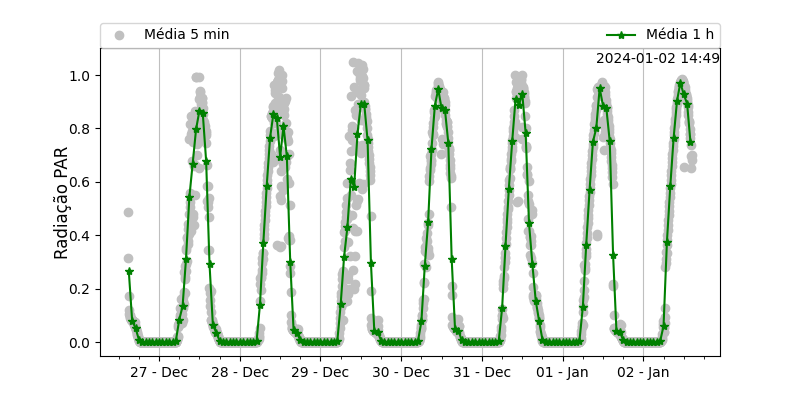 Média 5 min
Média 1 h
2024-01-02 14:49
Radiação PAR
1.0
0.8
0.6
0.4
0.2
0.0
27 - Dec
28 - Dec
29 - Dec
30 - Dec
31 - Dec
01 - Jan
02 - Jan